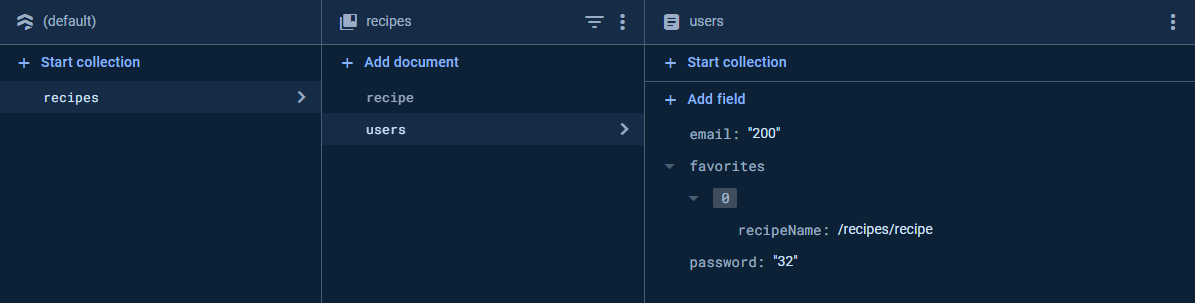 (default)
Start collection
recipes
recipes
Add document
recipe
users
users
Start collection
Add field
email: "200"
favorites
0
recipeName: /recipes/recipe
password: "32"